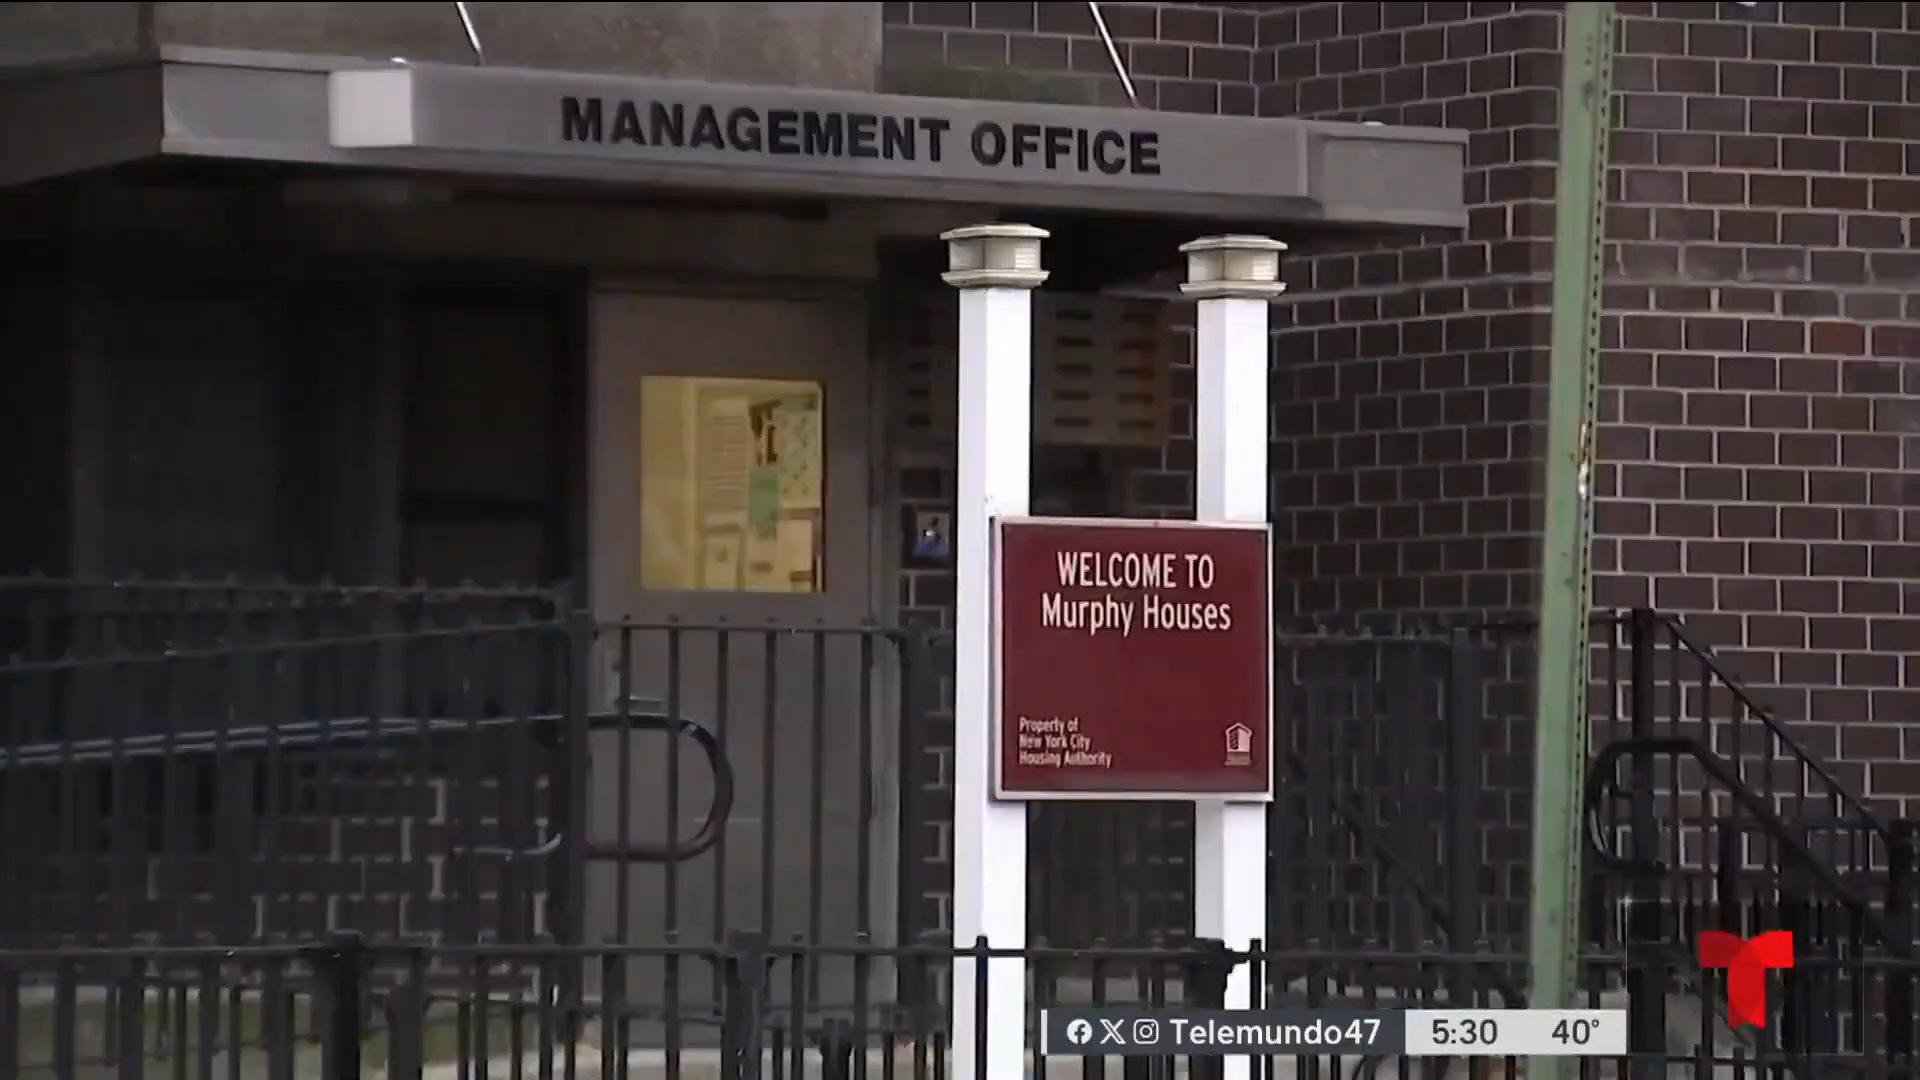 MANAGEMENT OFFICE
WELCOME TO
Murphy Houses
Property of
New York City
Housing Authority
Telemundo47
5:30
40°